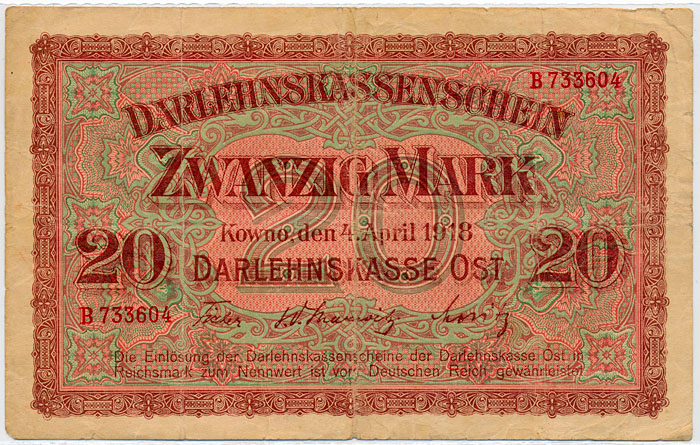 B 733604
DARLEHNSKASSENSCHEIN
ZWANZIG MARK
20
Kowno, den 4. April 1918
20 DARLEHNSKASSE OST 20
B 733604
Die Einlösung der Darlehnskassenscheine der Darlehnskasse Ost in
Reichsmark zum Nennwert ist vom Deutschen Reich gewährleistet